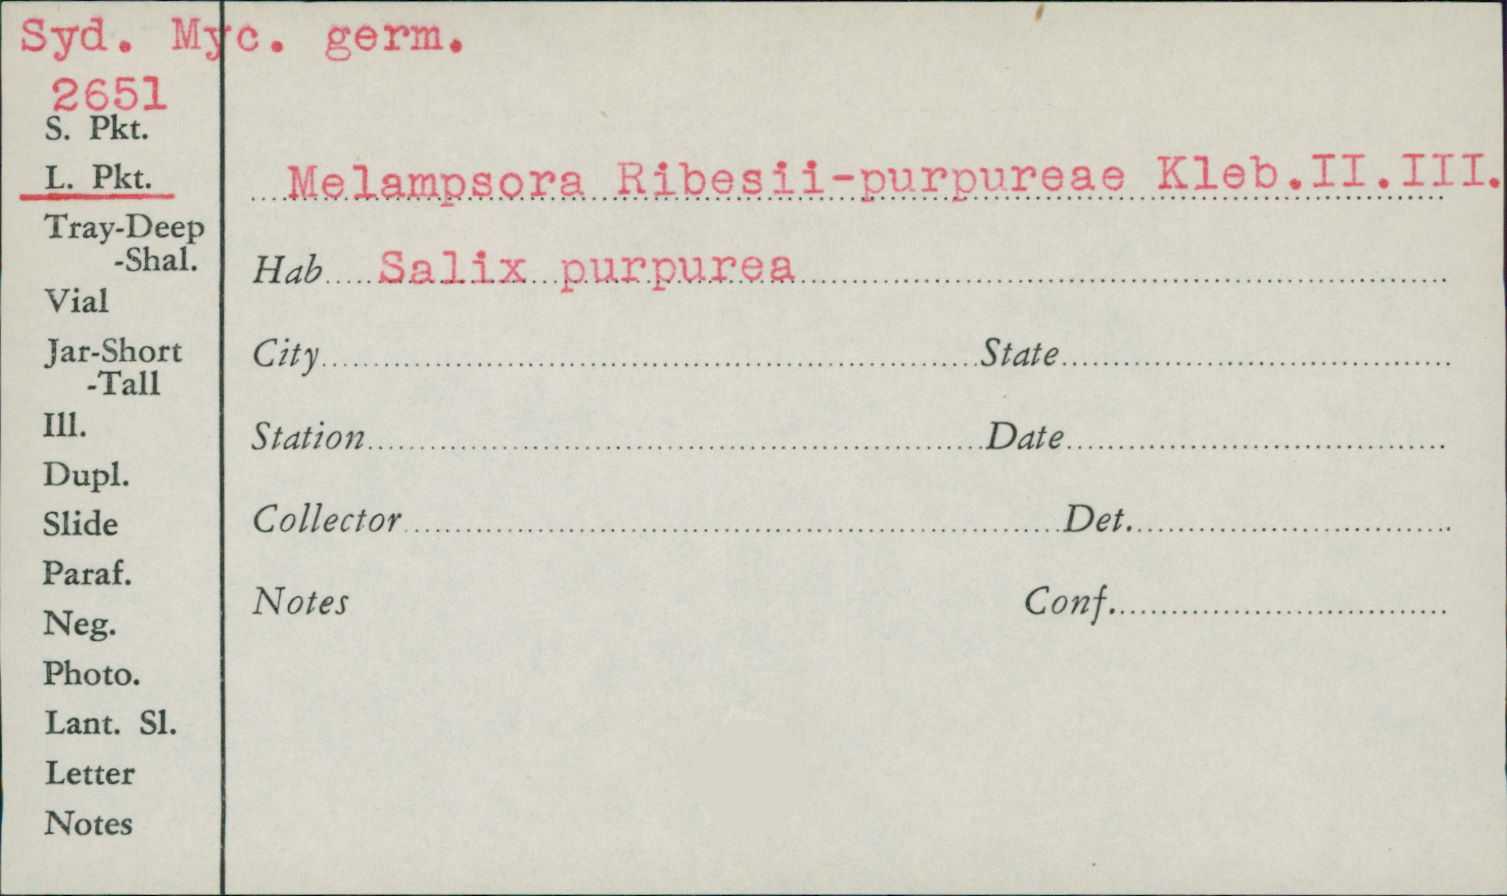 Syd. Myc. germ.
2651
S. Pkt.
L. Pkt.
Melampsora Ribesii-purpureae Kleb.II.III.
Tray-Deep
-Shal.
Hab Salix purpurea
Vial
Jar-Short
-Tall
City State
Ill.
Station Date
Dupl.
Slide
Collector Det.
Paraf.
Neg.
Notes Conf.
Photo.
Lant. Sl.
Letter
Notes